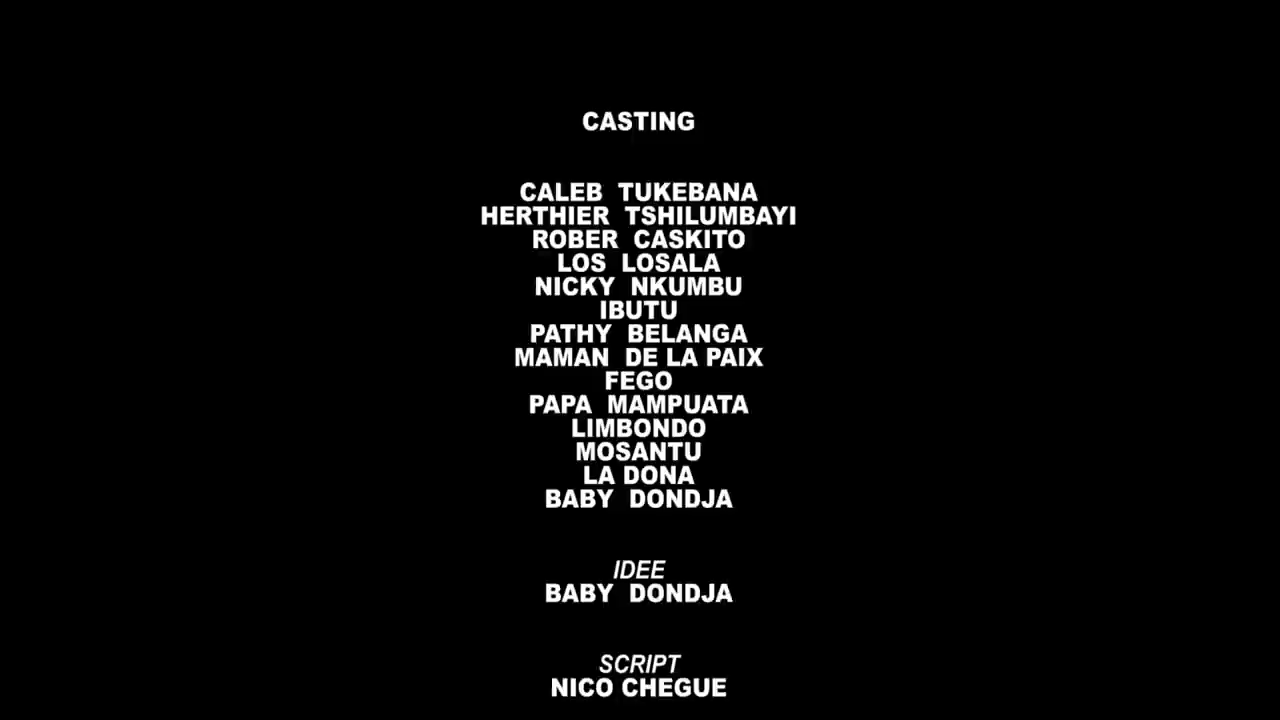 CASTING
CALEB TUKEBANA
HERTHIER TSHILUMBAYI
ROBER CASKITO
LOS LOSALA
NICKY NKUMBU
IBUTU
PATHY BELANGA
MAMAN DE LA PAIX
FEGO
PAPA MAMPUATA
LIMBONDO
MOSANTU
LA DONA
BABY DONDJA
IDEE
BABY DONDJA
SCRIPT
NICO CHEGUE